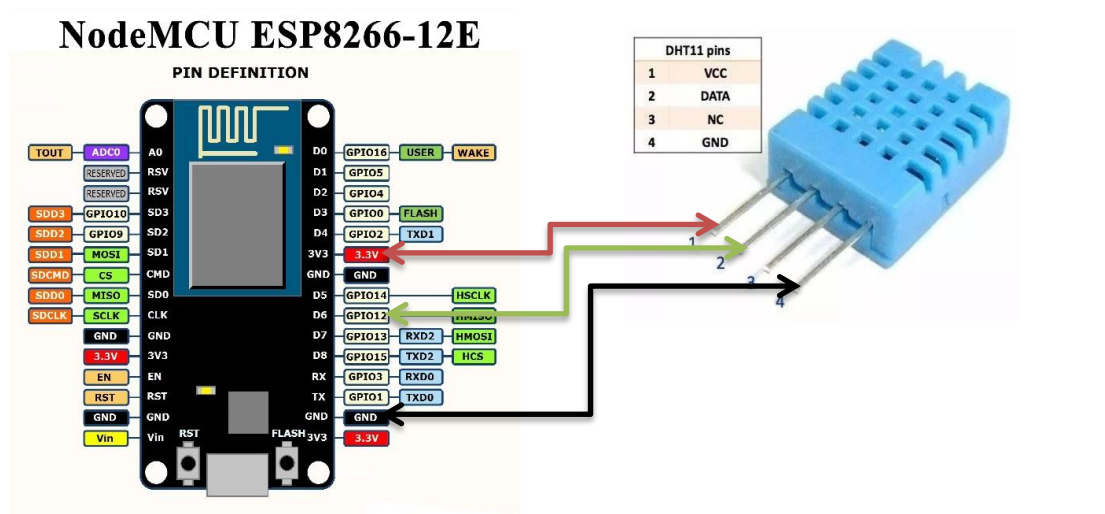 NodeMCU ESP8266-12E
PIN DEFINITION
DHT11 pins
1 VCC
2 DATA
3 NC
4 GND
TOUT ADC0 A0 D0 GPIO16 USER WAKE
RESERVED RSV D1 GPIO5
RESERVED RSV D2 GPIO4
SDD3 GPIO10 SD3 D3 GPIO0 FLASH
SDD2 GPIO9 SD2 D4 GPIO2 TXD1
SDD1 MOSI SD1 3V3 3.3V
SDCMD CS CMD GND GND
SDD0 MISO SD0 D5 GPIO14 HSCLK
SDCLK SCLK CLK D6 GPIO12 HMISO
GND GND D7 GPIO13 RXD2 HMOSI
3.3V 3V3 D8 GPIO15 TXD2 HCS
EN EN RX GPIO3 RXD0
RST RST TX GPIO1 TXD0
GND GND GND GND
Vin Vin RST FLASH 3V3 3.3V
1
2
3
4